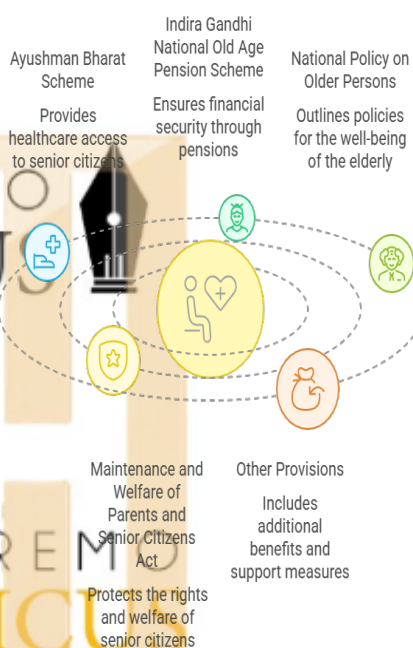 Ayushman Bharat
Scheme
Provides
healthcare access
to senior citizens
Indira Gandhi
National Old Age
Pension Scheme
Ensures financial
security through
pensions
National Policy on
Older Persons
Outlines policies
for the well-being
of the elderly
Maintenance and
Welfare of
Parents and
Senior Citizens
Act
Protects the rights
and welfare of
senior citizens
Other Provisions
Includes
additional
benefits and
support measures